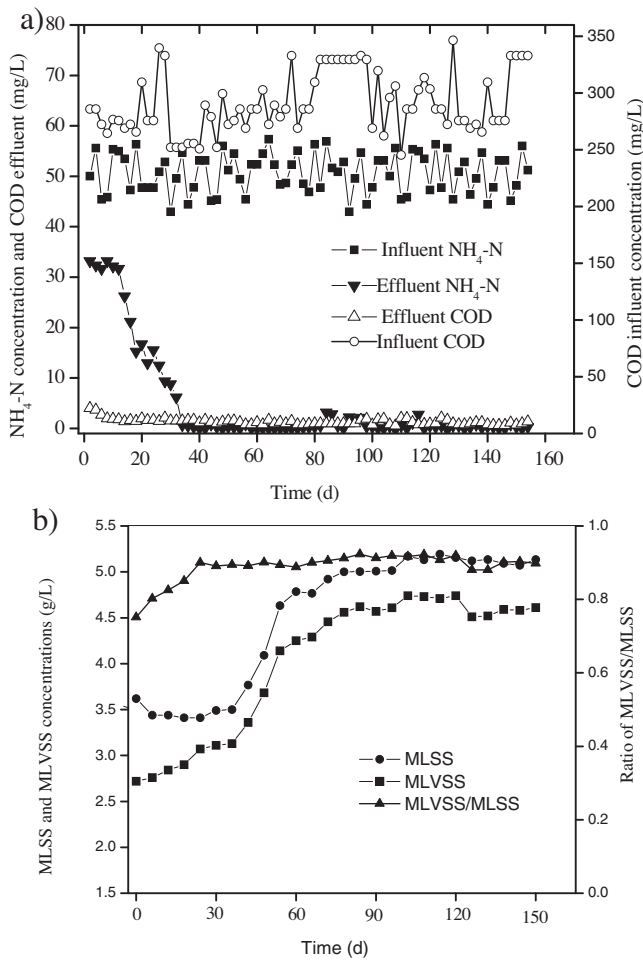 a)
NH₄-N concentration and COD effluent (mg/L)
80
70
60
50
40
30
20
10
0
350
300
250
200
150
100
50
0
COD influent concentration (mg/L)
Influent NH₄-N
Effluent NH₄-N
Effluent COD
Influent COD
0 20 40 60 80 100 120 140 160
Time (d)
b)
MLSS and MLVSS concentrations (g/L)
5.5
5.0
4.5
4.0
3.5
3.0
2.5
2.0
1.5
1.0
0.8
0.6
0.4
0.2
0.0
Ratio of MLVSS/MLSS
MLSS
MLVSS
MLVSS/MLSS
0 30 60 90 120 150
Time (d)